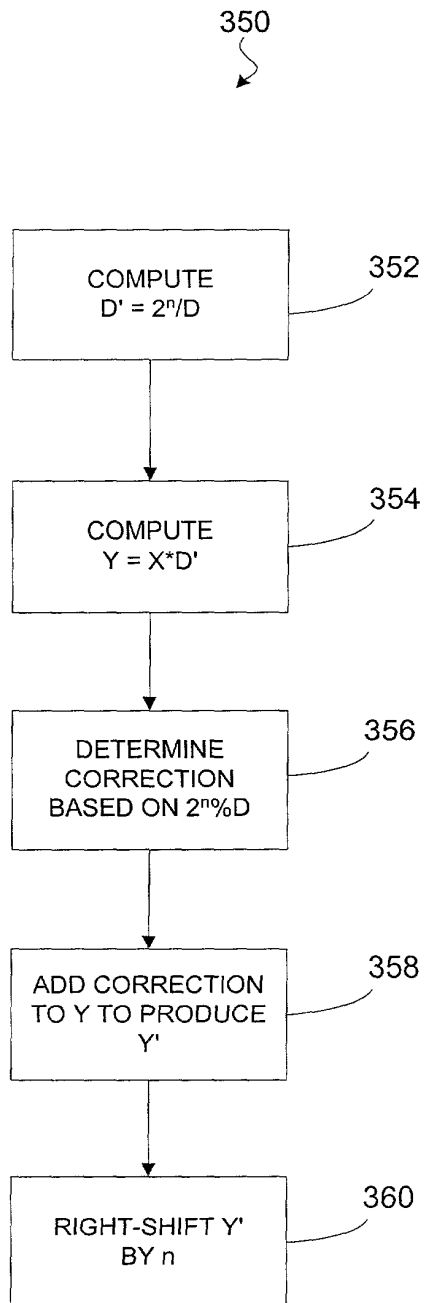 350
COMPUTE
D' = 2ⁿ/D
352
COMPUTE
Y = X*D'
354
DETERMINE
CORRECTION
BASED ON 2ⁿ%D
356
ADD CORRECTION
TO Y TO PRODUCE
Y'
358
RIGHT-SHIFT Y'
BY n
360